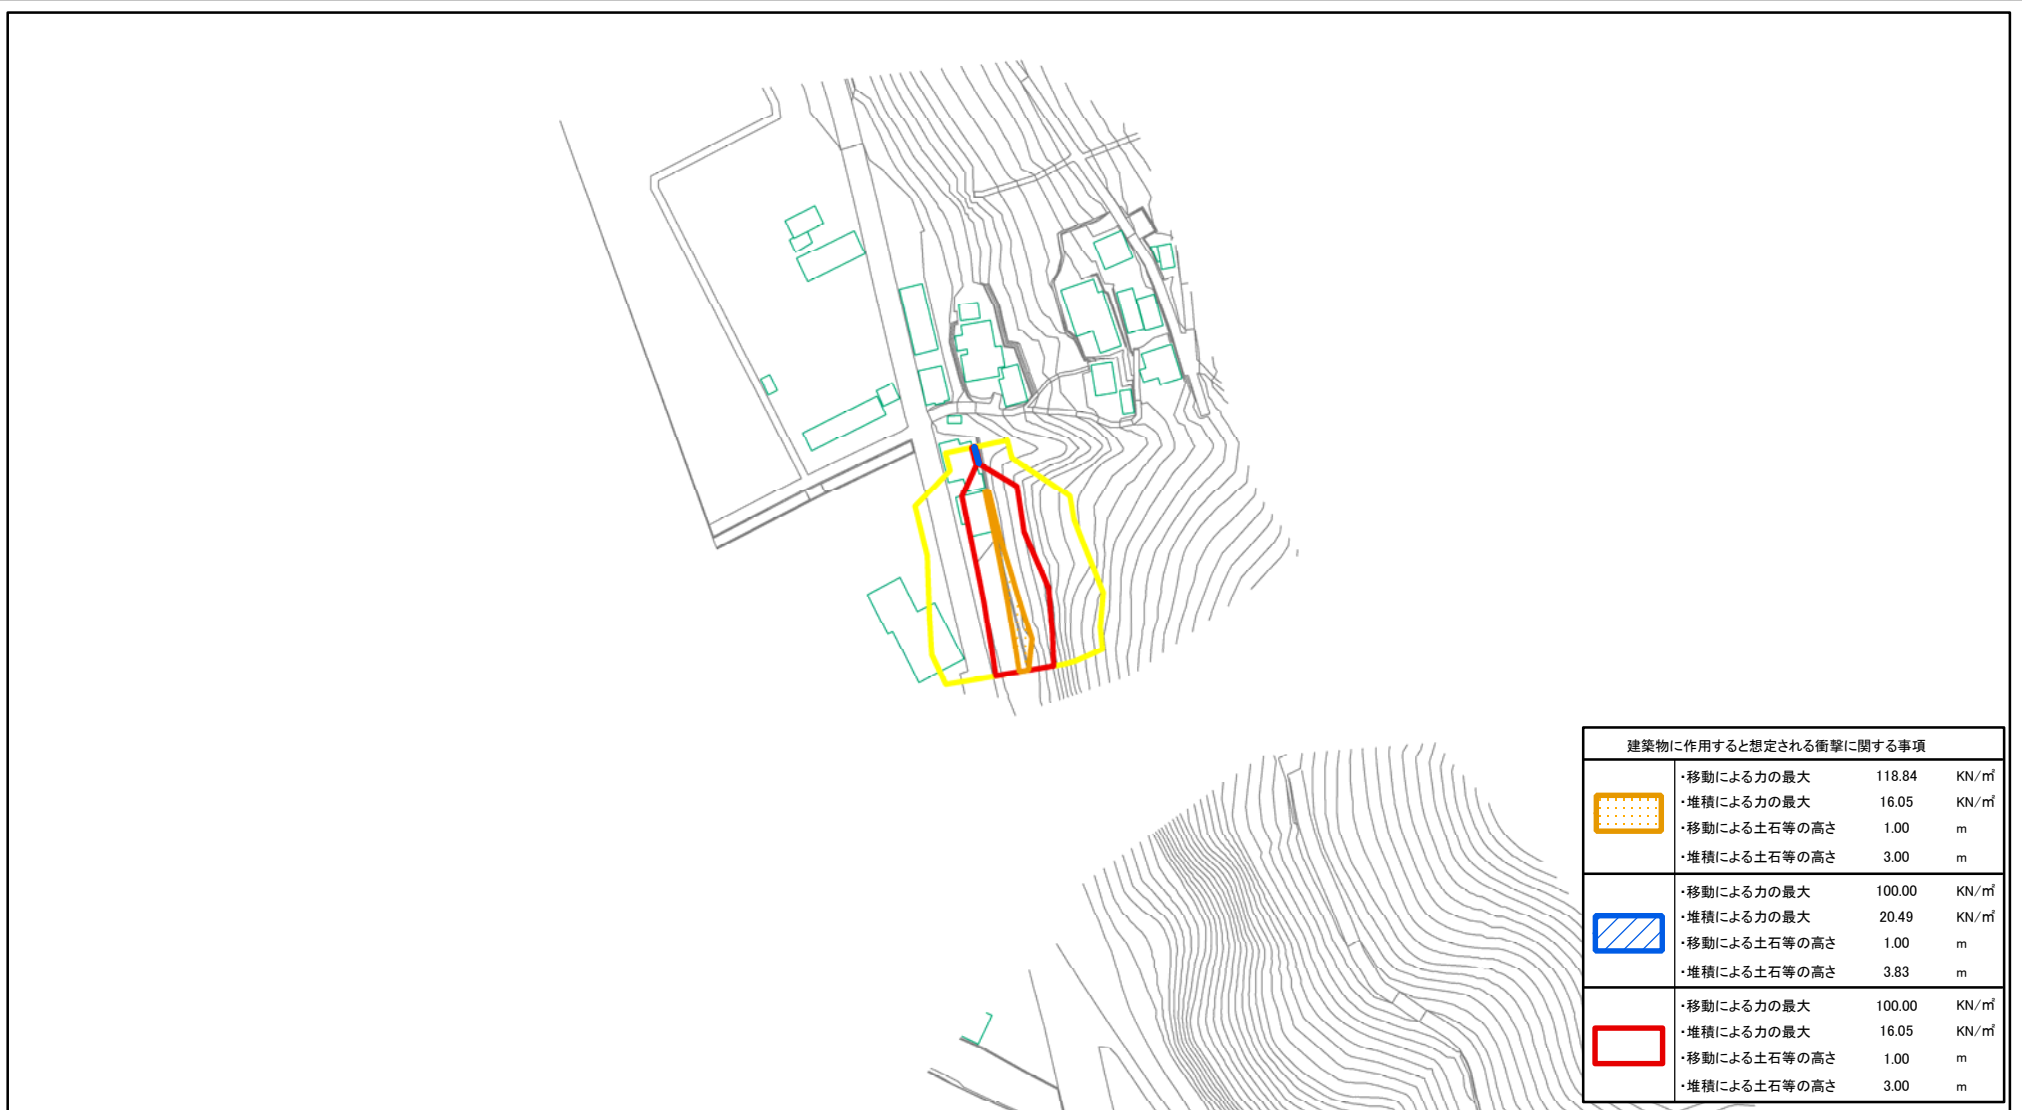 建築物に作用すると想定される衝撃に関する事項
・移動による力の最大 118.84 KN/㎡
・堆積による力の最大 16.05 KN/㎡
・移動による土石等の高さ 1.00 m
・堆積による土石等の高さ 3.00 m
・移動による力の最大 100.00 KN/㎡
・堆積による力の最大 20.49 KN/㎡
・移動による土石等の高さ 1.00 m
・堆積による土石等の高さ 3.83 m
・移動による力の最大 100.00 KN/㎡
・堆積による力の最大 16.05 KN/㎡
・移動による土石等の高さ 1.00 m
・堆積による土石等の高さ 3.00 m